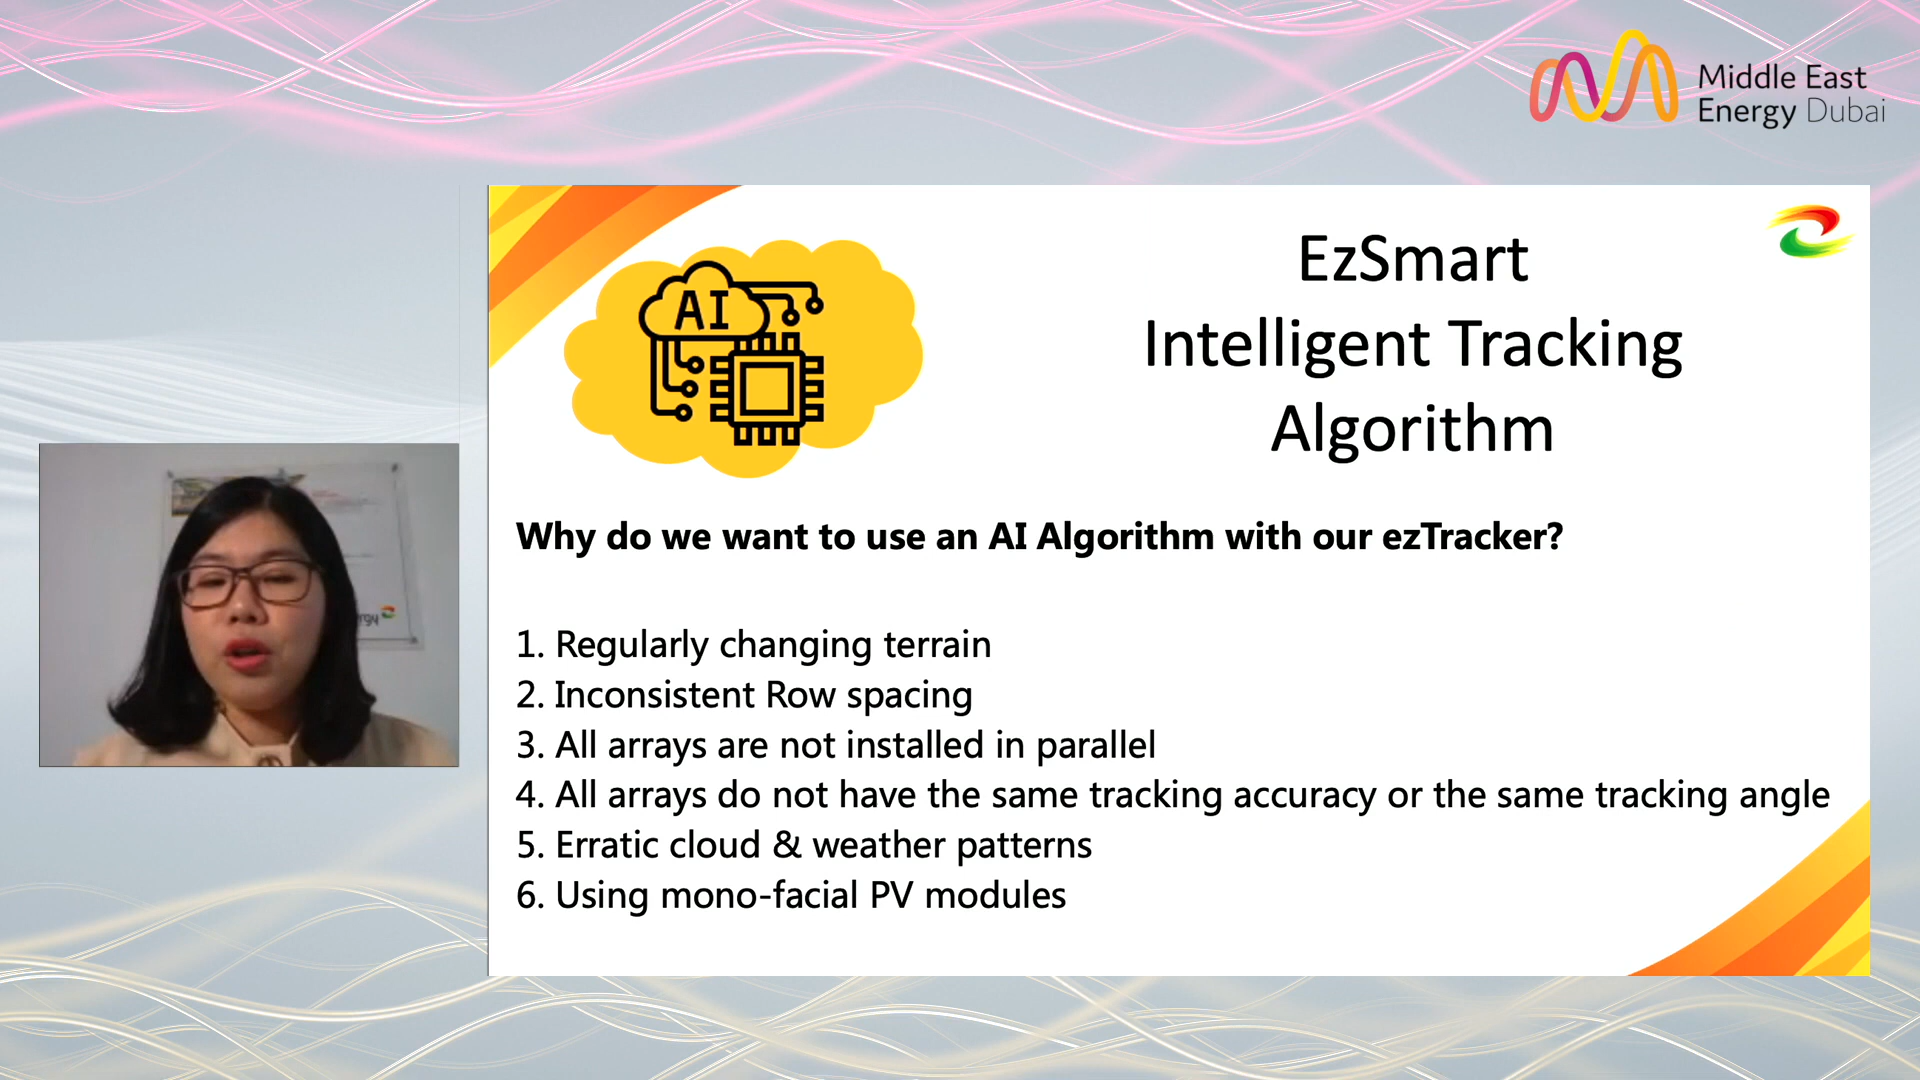 Middle East
Energy Dubai
AI
EzSmart
Intelligent Tracking
Algorithm
Why do we want to use an AI Algorithm with our ezTracker?
1. Regularly changing terrain
2. Inconsistent Row spacing
3. All arrays are not installed in parallel
4. All arrays do not have the same tracking accuracy or the same tracking angle
5. Erratic cloud & weather patterns
6. Using mono-facial PV modules